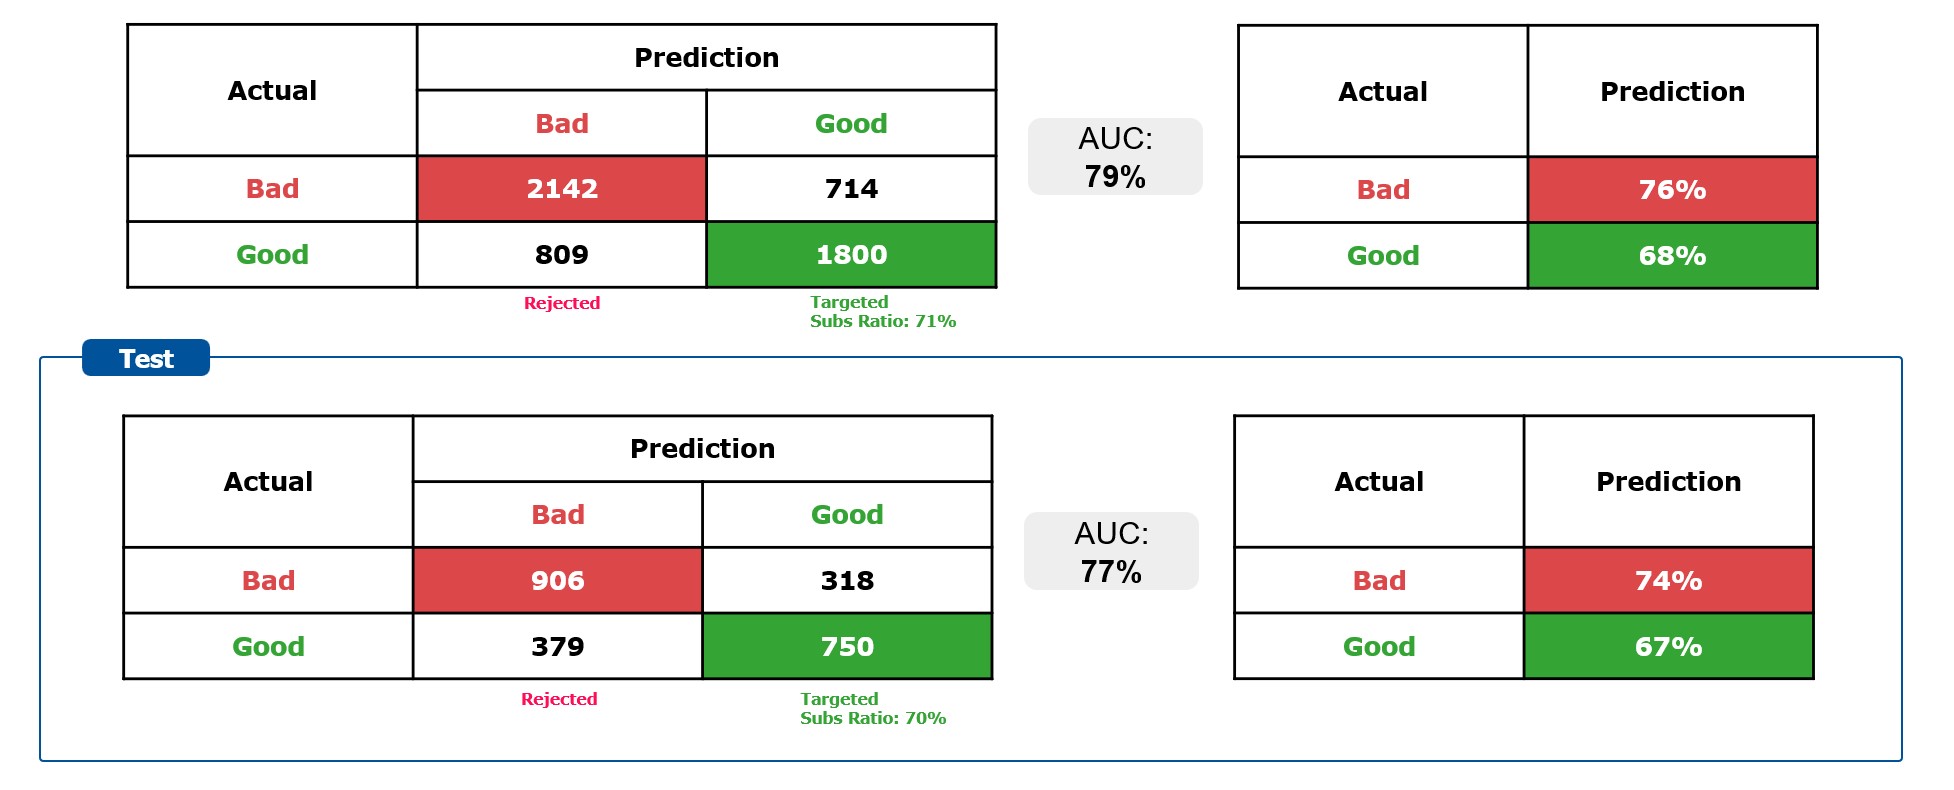 Actual
Prediction
Bad
Good
Bad
2142
714
Good
809
1800
Rejected
Targeted
Subs Ratio: 71%
AUC:
79%
Actual
Prediction
Bad
76%
Good
68%
Test
Actual
Prediction
Bad
Good
Bad
906
318
Good
379
750
Rejected
Targeted
Subs Ratio: 70%
AUC:
77%
Actual
Prediction
Bad
74%
Good
67%